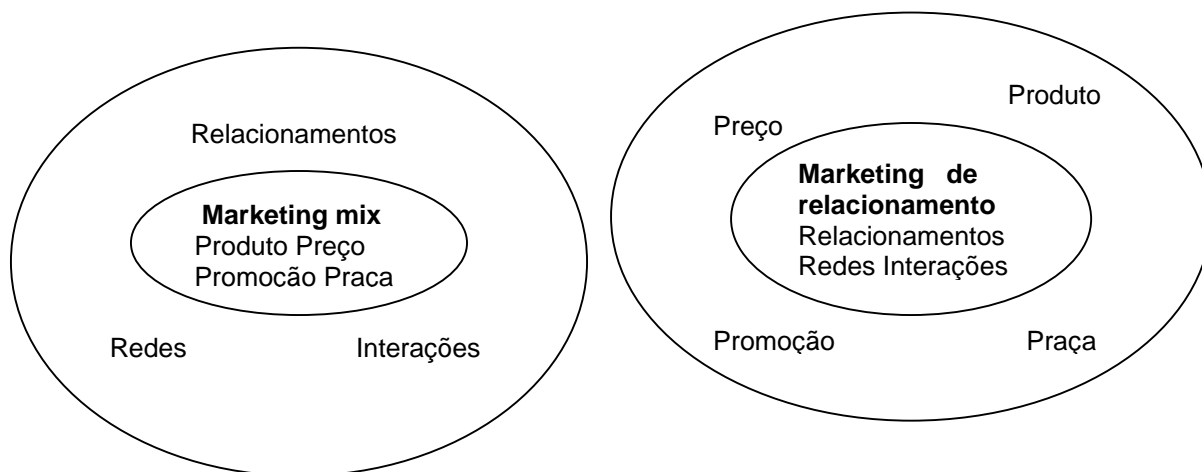 Relacionamentos
Marketing mix
Produto Preço
Promocão Praca
Redes Interações
Produto
Preço
Marketing de
relacionamento
Relacionamentos
Redes Interações
Promoção Praça